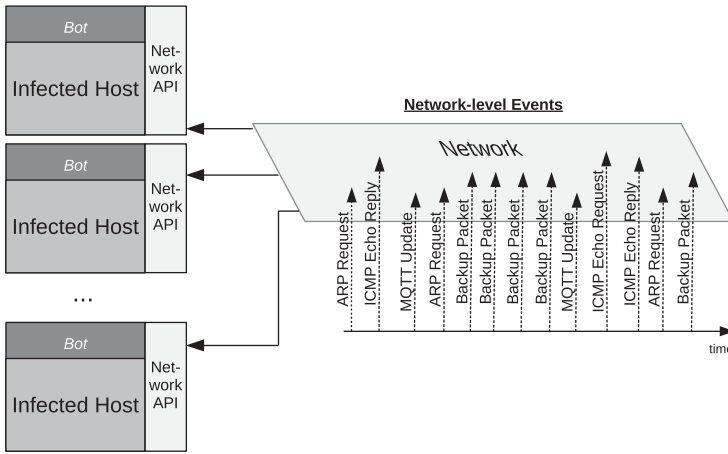 Bot
Infected Host
Net-
work
API
Bot
Infected Host
Net-
work
API
...
Bot
Infected Host
Net-
work
API
Network-level Events
Network
ARP Request
ICMP Echo Reply
MQTT Update
ARP Request
Backup Packet
Backup Packet
Backup Packet
Backup Packet
MQTT Update
ICMP Echo Request
ICMP Echo Reply
ARP Request
Backup Packet
time